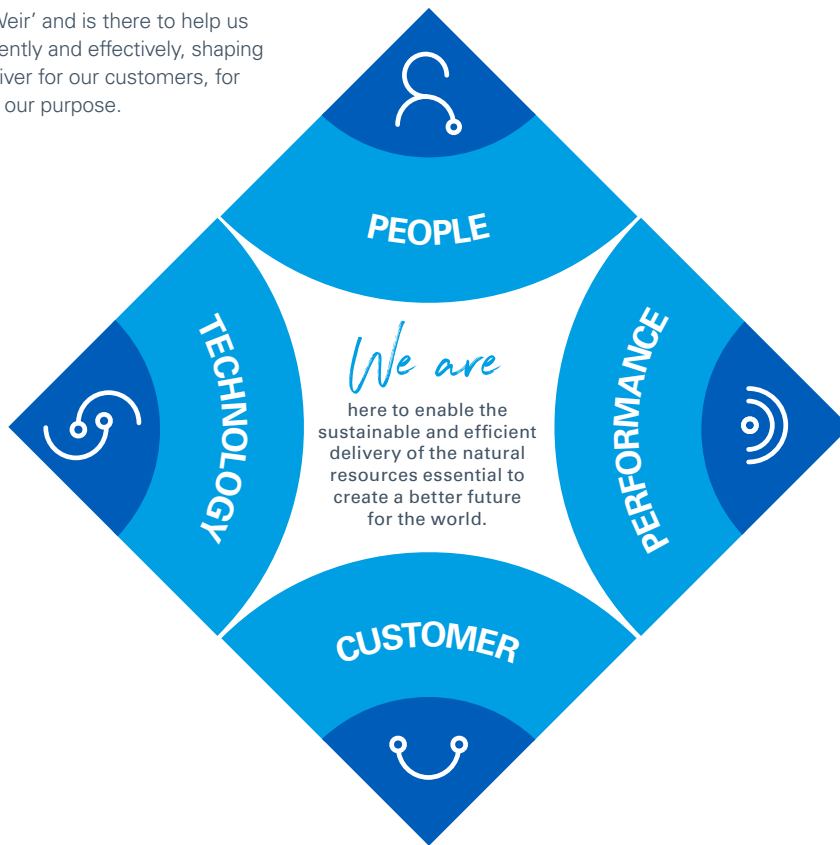 Weir’ and is there to help us
ently and effectively, shaping
iver for our customers, for
our purpose.
PEOPLE
TECHNOLOGY
PERFORMANCE
We are
here to enable the
sustainable and efficient
delivery of the natural
resources essential to
create a better future
for the world.
CUSTOMER